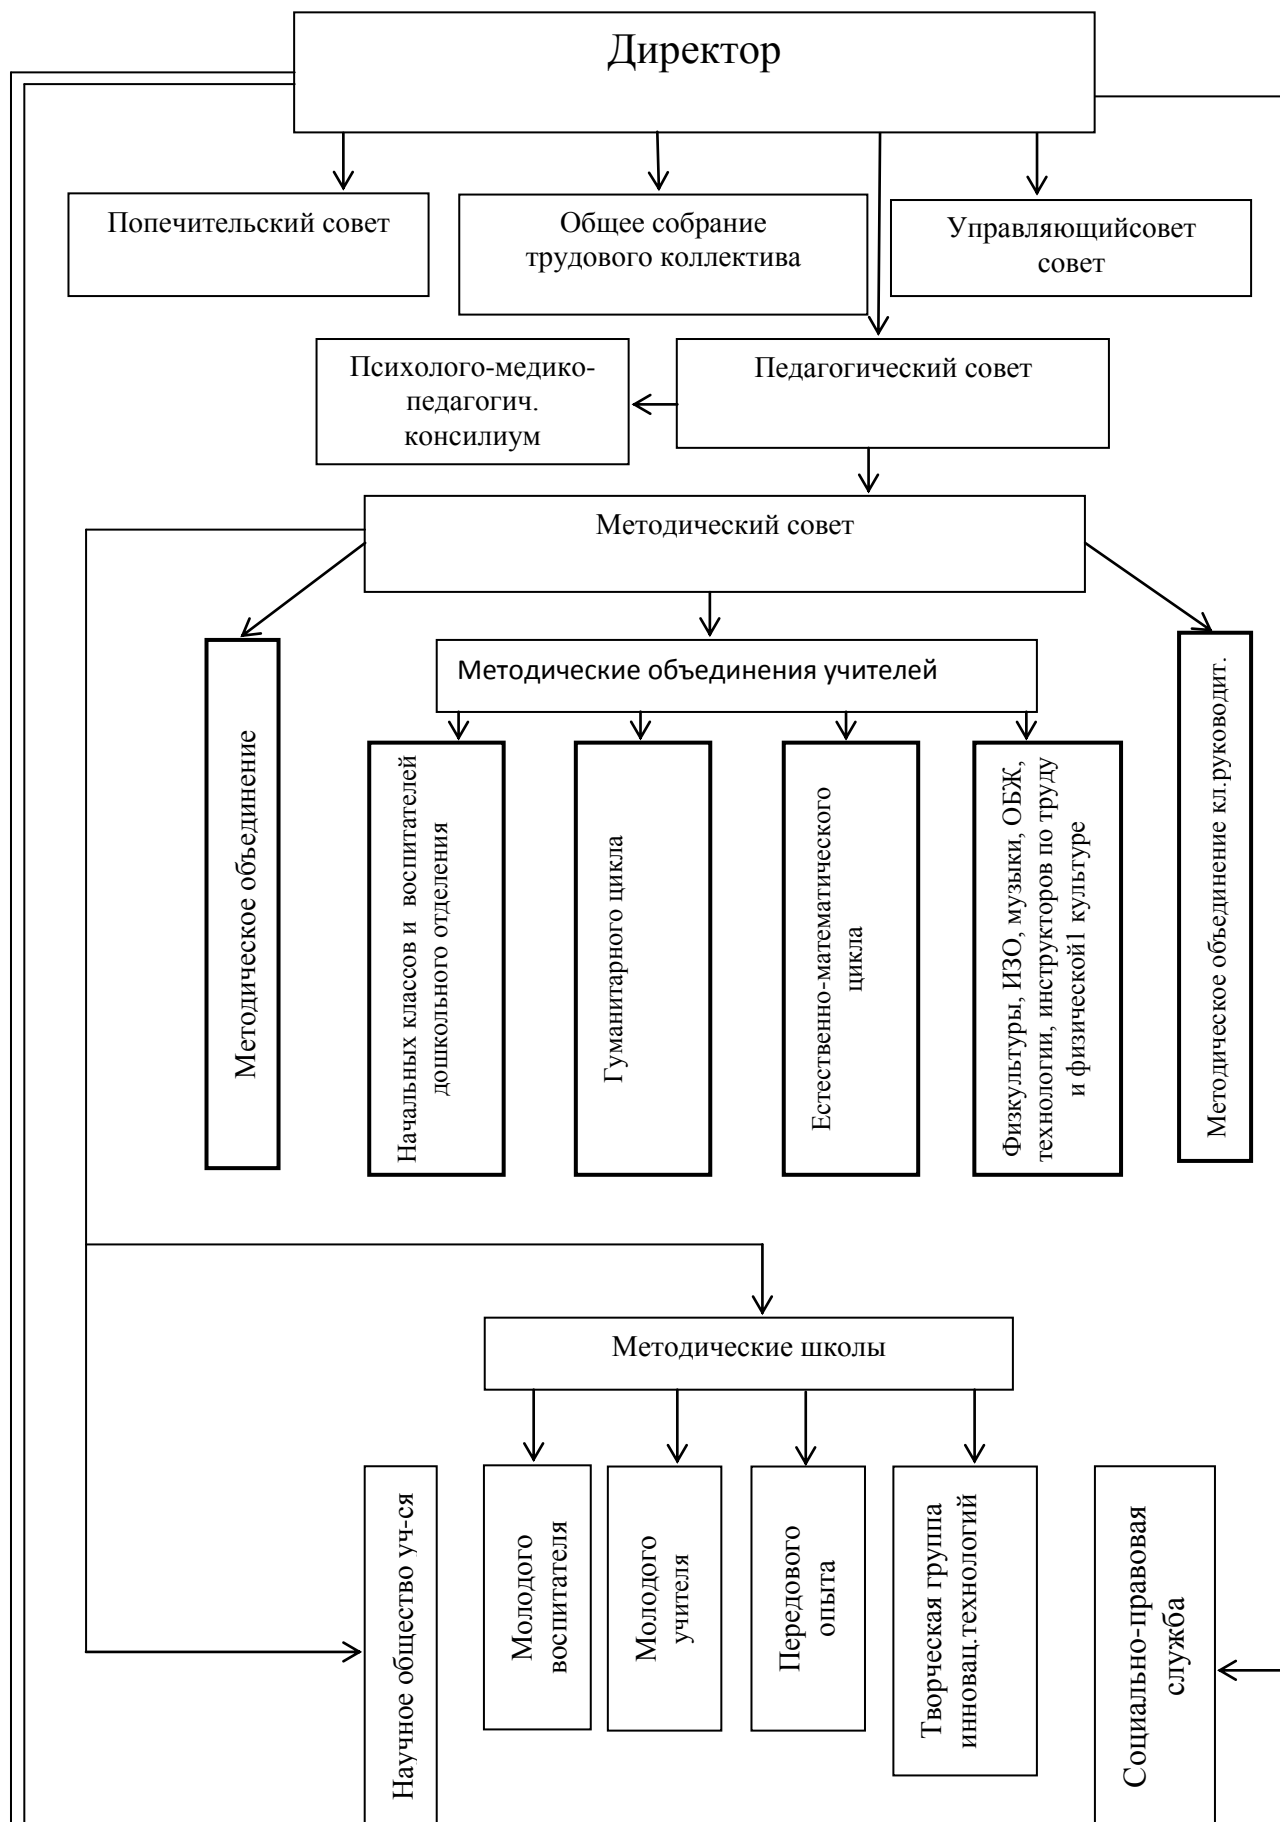 Директор
Попечительский совет
Общее собрание
трудового коллектива
Управляющийсовет
совет
Психолого-медико-
педагогич.
консилиум
Педагогический совет
Методический совет
Методические объединения учителей
Методическое объединение
Начальных классов и воспитателей
дошкольного отделения
Гуманитарного цикла
Естественно-математического
цикла
Физкультуры, ИЗО, музыки, ОБЖ,
технологии, инструкторов по труду
и физической1 культуре
Методическое объединение кл.руководит.
Методические школы
Научное общество уч-ся
Молодого
воспитателя
Молодого
учителя
Передового
опыта
Творческая группа
инновац.технологий
Социально-правовая
служба